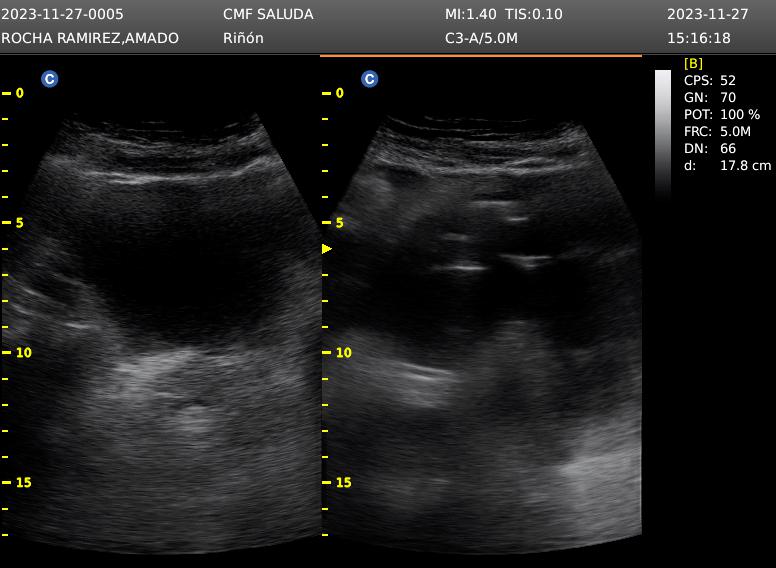 2023-11-27-0005 CMF SALUDA MI:1.40 TIS:0.10 2023-11-27
ROCHA RAMIREZ,AMADO Riñón C3-A/5.0M 15:16:18
[B]
CPS: 52
GN: 70
POT: 100 %
FRC: 5.0M
DN: 66
d: 17.8 cm
C C
0 0
5 5
10 10
15 15